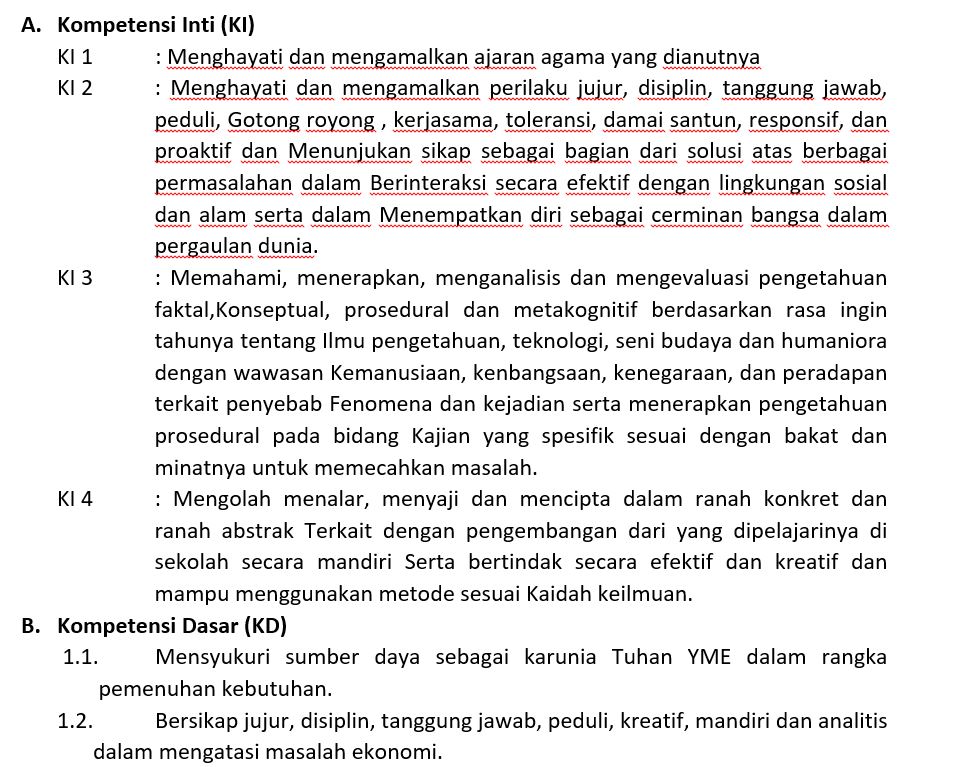 A. Kompetensi Inti (KI)
KI 1 : Menghayati dan mengamalkan ajaran agama yang dianutnya
KI 2 : Menghayati dan mengamalkan perilaku jujur, disiplin, tanggung jawab,
peduli, Gotong royong , kerjasama, toleransi, damai santun, responsif, dan
proaktif dan Menunjukan sikap sebagai bagian dari solusi atas berbagai
permasalahan dalam Berinteraksi secara efektif dengan lingkungan sosial
dan alam serta dalam Menempatkan diri sebagai cerminan bangsa dalam
pergaulan dunia.
KI 3 : Memahami, menerapkan, menganalisis dan mengevaluasi pengetahuan
faktal,Konseptual, prosedural dan metakognitif berdasarkan rasa ingin
tahunya tentang Ilmu pengetahuan, teknologi, seni budaya dan humaniora
dengan wawasan Kemanusiaan, kenbangsaan, kenegaraan, dan peradapan
terkait penyebab Fenomena dan kejadian serta menerapkan pengetahuan
prosedural pada bidang Kajian yang spesifik sesuai dengan bakat dan
minatnya untuk memecahkan masalah.
KI 4 : Mengolah menalar, menyaji dan mencipta dalam ranah konkret dan
ranah abstrak Terkait dengan pengembangan dari yang dipelajarinya di
sekolah secara mandiri Serta bertindak secara efektif dan kreatif dan
mampu menggunakan metode sesuai Kaidah keilmuan.
B. Kompetensi Dasar (KD)
1.1. Mensyukuri sumber daya sebagai karunia Tuhan YME dalam rangka
pemenuhan kebutuhan.
1.2. Bersikap jujur, disiplin, tanggung jawab, peduli, kreatif, mandiri dan analitis
dalam mengatasi masalah ekonomi.